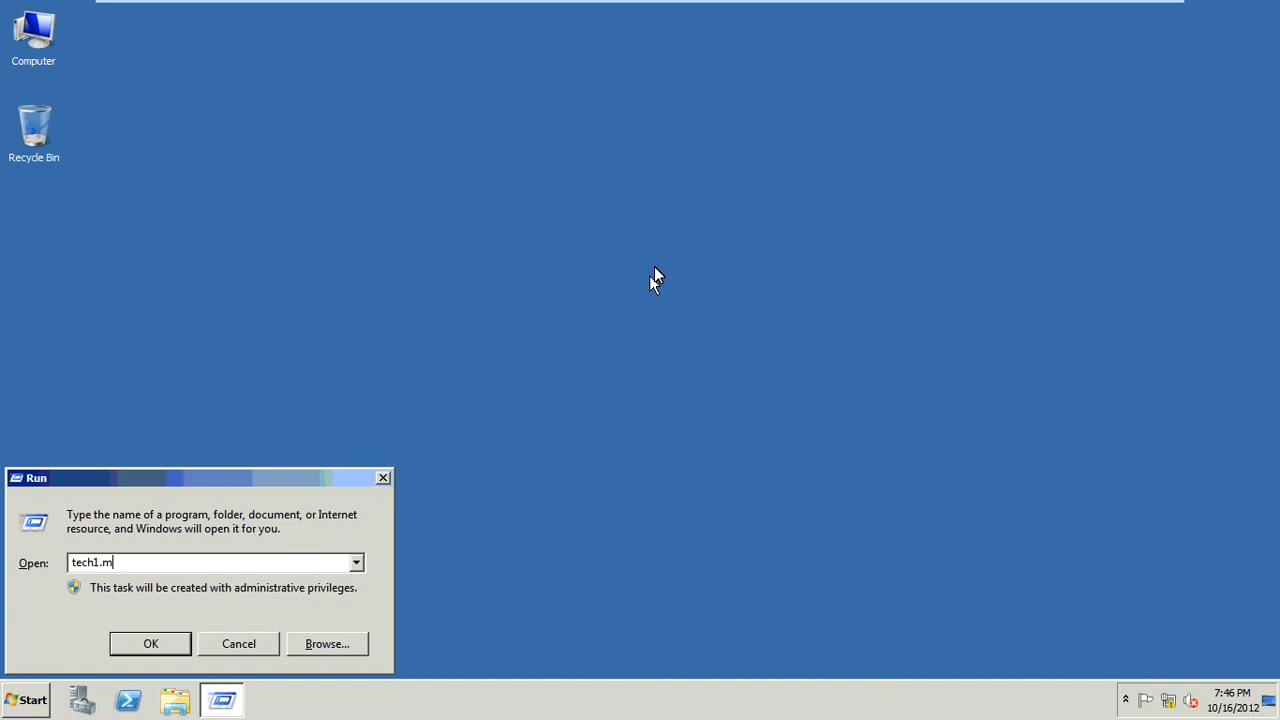 Computer
Recycle Bin
Run
Type the name of a program, folder, document, or Internet
resource, and Windows will open it for you.
Open:
tech1.m
This task will be created with administrative privileges.
OK
Cancel
Browse...
Start
7:46 PM
10/16/2012